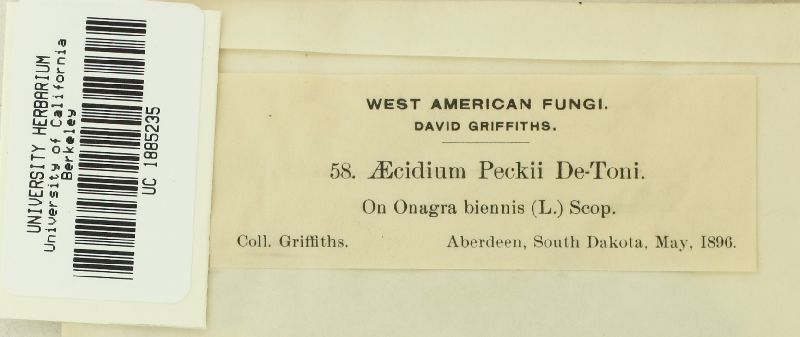 UNIVERSITY HERBARIUM
University of California
Berkeley
UC 1885235
WEST AMERICAN FUNGI.
DAVID GRIFFITHS.
58. Æcidium Peckii De-Toni.
On Onagra biennis (L.) Scop.
Coll. Griffiths. Aberdeen, South Dakota, May, 1896.